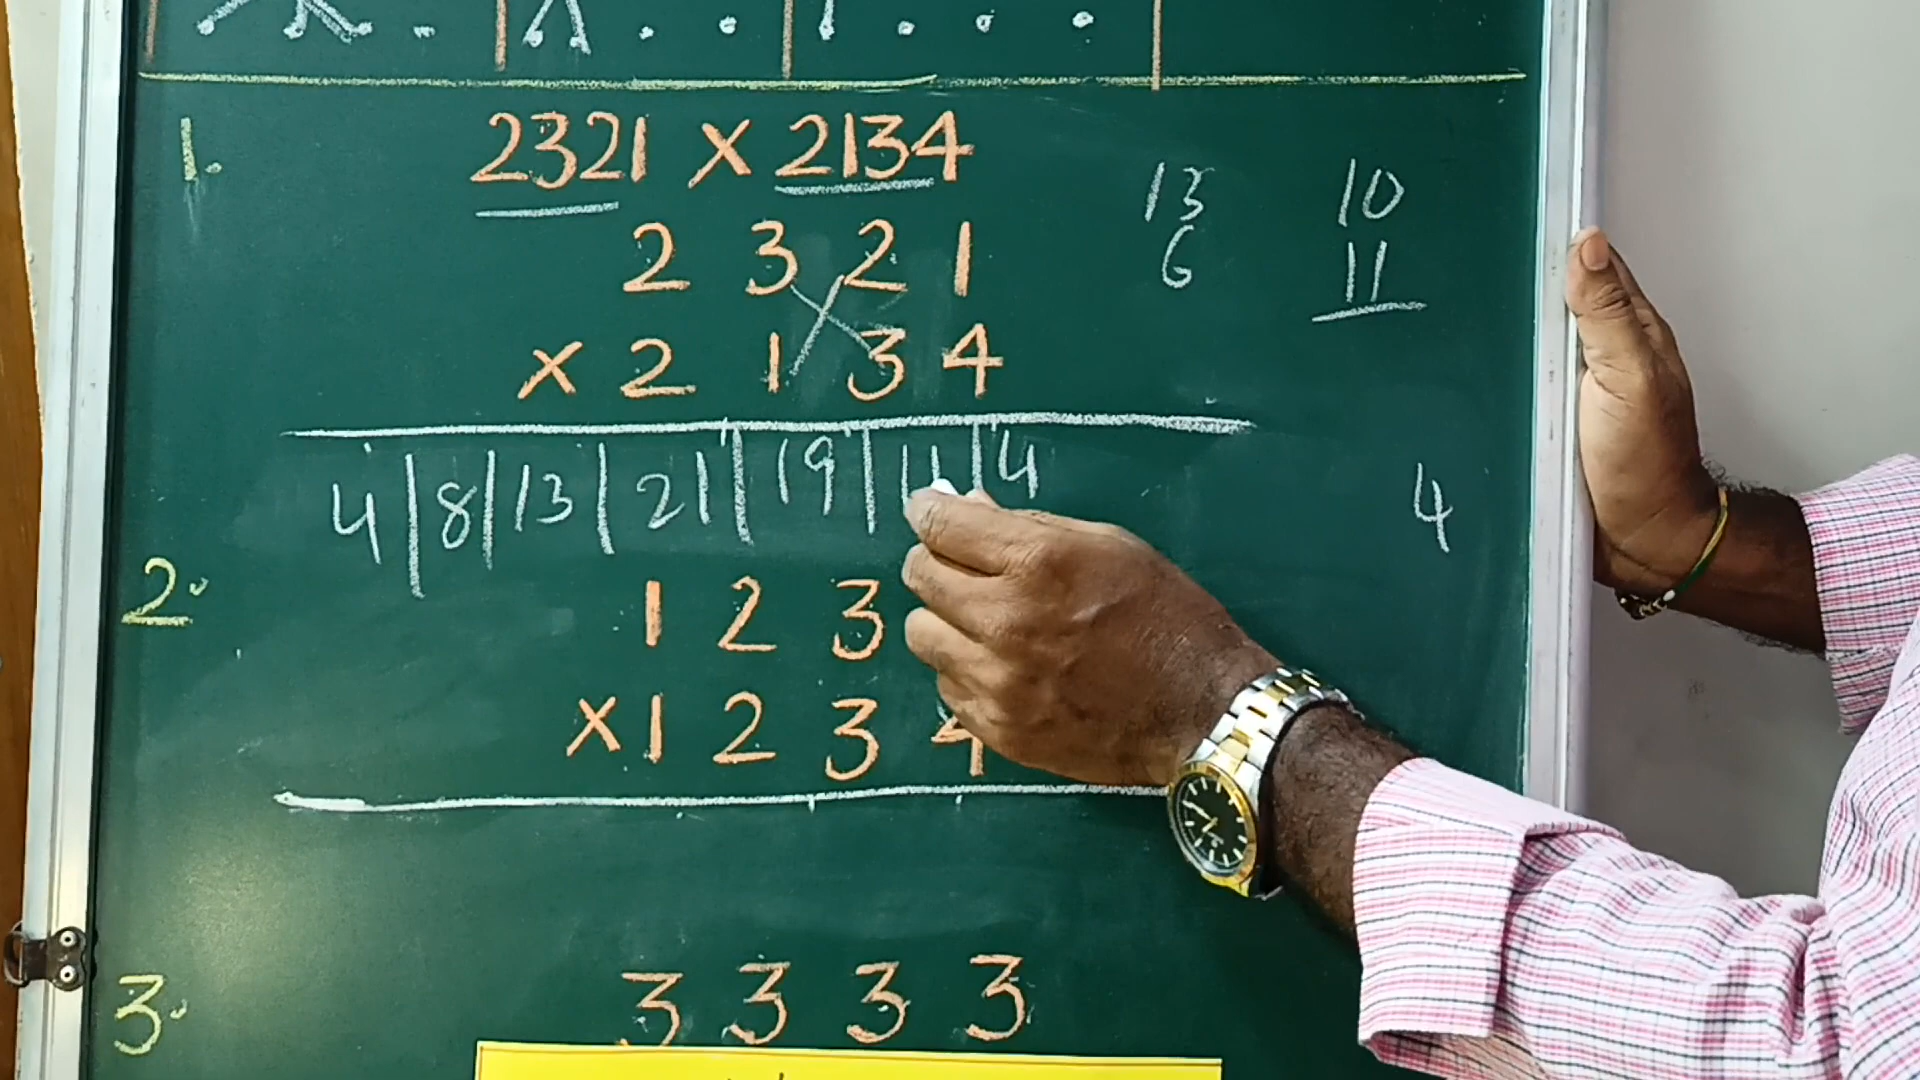 1. 2321 × 2134
13 10
2 3 2 1
6 11
× 2 1 3 4
4|8|13|21|19|11|4
4
2. 1 2 3
×1 2 3 4
3. 3 3 3 3